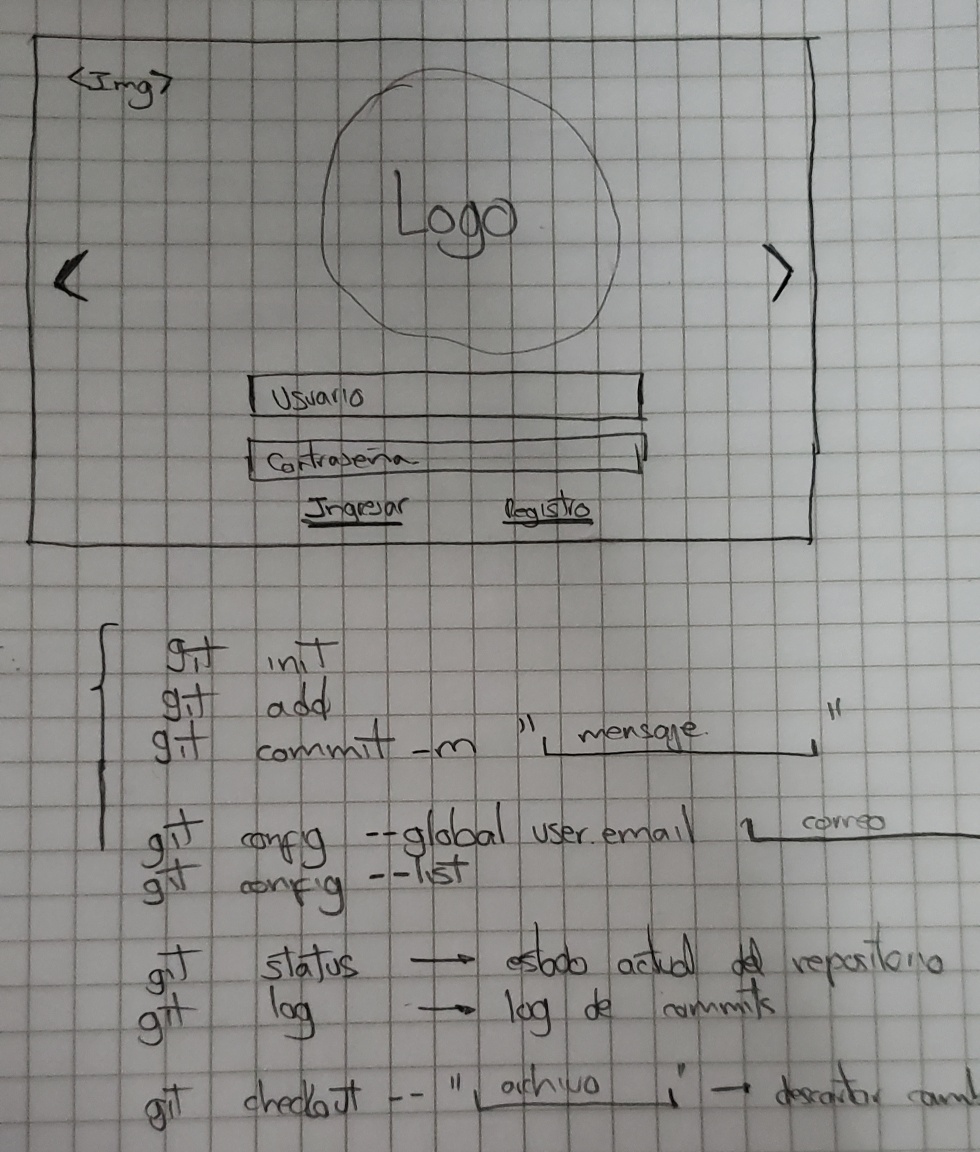 <Img>
Logo
<
>
Usuario
Contraseña
Ingresar Registro
git init
git add
git commit -m " mensaje "
git config --global user.email correo
git config --list
git status → estado actual del repositorio
git log → log de commits
git checkout -- " archivo " → descartar